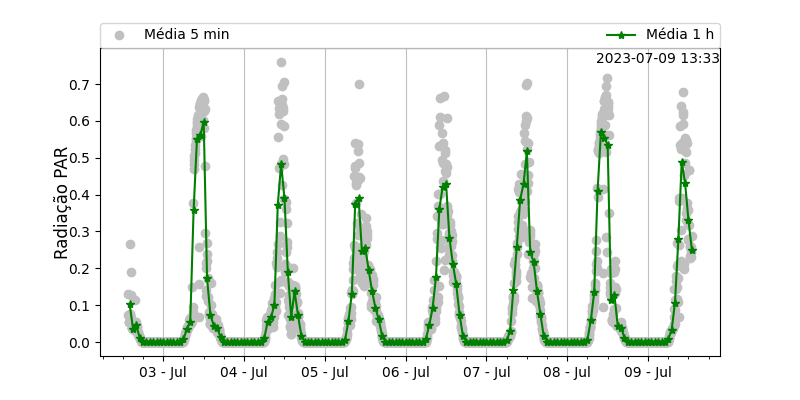 Média 5 min
Média 1 h
2023-07-09 13:33
Radiação PAR
0.7
0.6
0.5
0.4
0.3
0.2
0.1
0.0
03 - Jul
04 - Jul
05 - Jul
06 - Jul
07 - Jul
08 - Jul
09 - Jul